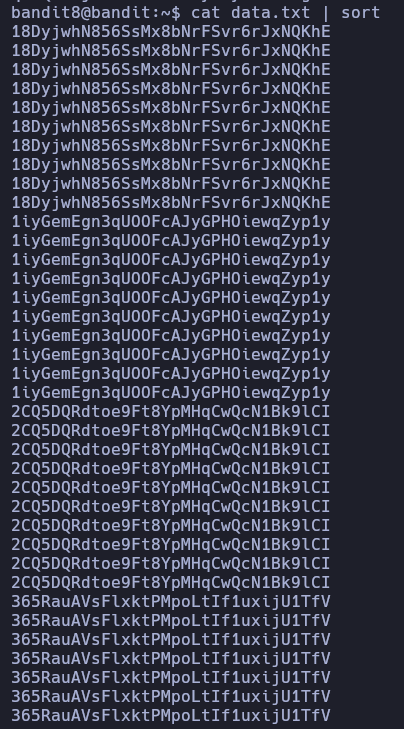 bandit8@bandit:~$ cat data.txt | sort
18DyjwhN856SsMx8bNrFSvr6rJxNQKhE
18DyjwhN856SsMx8bNrFSvr6rJxNQKhE
18DyjwhN856SsMx8bNrFSvr6rJxNQKhE
18DyjwhN856SsMx8bNrFSvr6rJxNQKhE
18DyjwhN856SsMx8bNrFSvr6rJxNQKhE
18DyjwhN856SsMx8bNrFSvr6rJxNQKhE
18DyjwhN856SsMx8bNrFSvr6rJxNQKhE
18DyjwhN856SsMx8bNrFSvr6rJxNQKhE
18DyjwhN856SsMx8bNrFSvr6rJxNQKhE
18DyjwhN856SsMx8bNrFSvr6rJxNQKhE
1iyGemEgn3qUOOFcAJyGPHOiewqZyp1y
1iyGemEgn3qUOOFcAJyGPHOiewqZyp1y
1iyGemEgn3qUOOFcAJyGPHOiewqZyp1y
1iyGemEgn3qUOOFcAJyGPHOiewqZyp1y
1iyGemEgn3qUOOFcAJyGPHOiewqZyp1y
1iyGemEgn3qUOOFcAJyGPHOiewqZyp1y
1iyGemEgn3qUOOFcAJyGPHOiewqZyp1y
1iyGemEgn3qUOOFcAJyGPHOiewqZyp1y
1iyGemEgn3qUOOFcAJyGPHOiewqZyp1y
1iyGemEgn3qUOOFcAJyGPHOiewqZyp1y
2CQ5DQRdtoe9Ft8YpMHqCwQcN1Bk9lCI
2CQ5DQRdtoe9Ft8YpMHqCwQcN1Bk9lCI
2CQ5DQRdtoe9Ft8YpMHqCwQcN1Bk9lCI
2CQ5DQRdtoe9Ft8YpMHqCwQcN1Bk9lCI
2CQ5DQRdtoe9Ft8YpMHqCwQcN1Bk9lCI
2CQ5DQRdtoe9Ft8YpMHqCwQcN1Bk9lCI
2CQ5DQRdtoe9Ft8YpMHqCwQcN1Bk9lCI
2CQ5DQRdtoe9Ft8YpMHqCwQcN1Bk9lCI
2CQ5DQRdtoe9Ft8YpMHqCwQcN1Bk9lCI
2CQ5DQRdtoe9Ft8YpMHqCwQcN1Bk9lCI
365RauAVsFlxktPMpoLtIf1uxijU1TfV
365RauAVsFlxktPMpoLtIf1uxijU1TfV
365RauAVsFlxktPMpoLtIf1uxijU1TfV
365RauAVsFlxktPMpoLtIf1uxijU1TfV
365RauAVsFlxktPMpoLtIf1uxijU1TfV
365RauAVsFlxktPMpoLtIf1uxijU1TfV
365RauAVsFlxktPMpoLtIf1uxijU1TfV